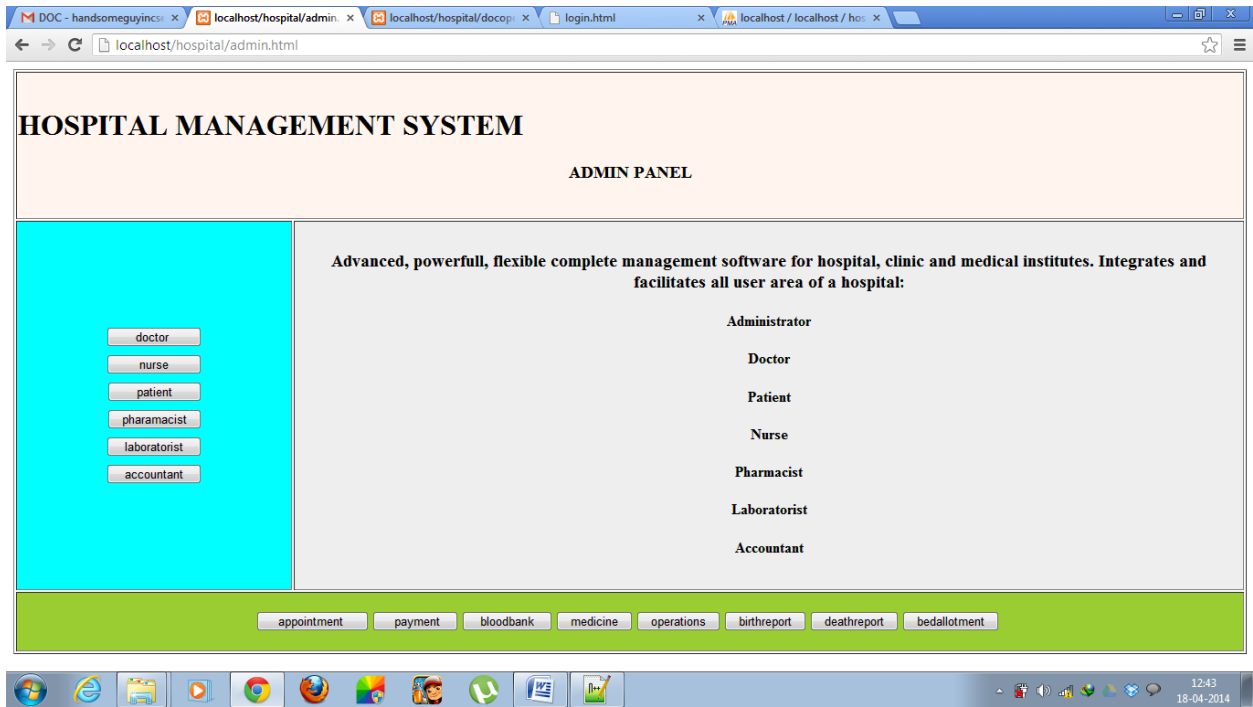 DOC - handsomeguyincse
localhost/hospital/admin.
localhost/hospital/docope
login.html
localhost / localhost / hos
localhost/hospital/admin.html
HOSPITAL MANAGEMENT SYSTEM
ADMIN PANEL
Advanced, powerfull, flexible complete management software for hospital, clinic and medical institutes. Integrates and
facilitates all user area of a hospital:
doctor
nurse
patient
pharamacist
laboratorist
accountant
Administrator
Doctor
Patient
Nurse
Pharmacist
Laboratorist
Accountant
appointment payment bloodbank medicine operations birthreport deathreport bedallotment
12:43
18-04-2014